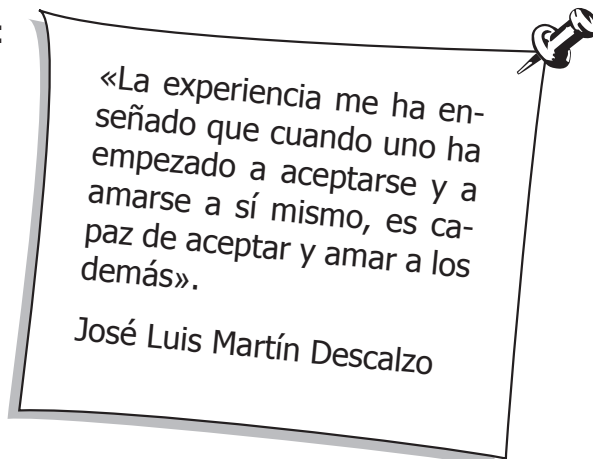 :
«La experiencia me ha en-
señado que cuando uno ha
empezado a aceptarse y a
amarse a sí mismo, es ca-
paz de aceptar y amar a los
demás».
José Luis Martín Descalzo